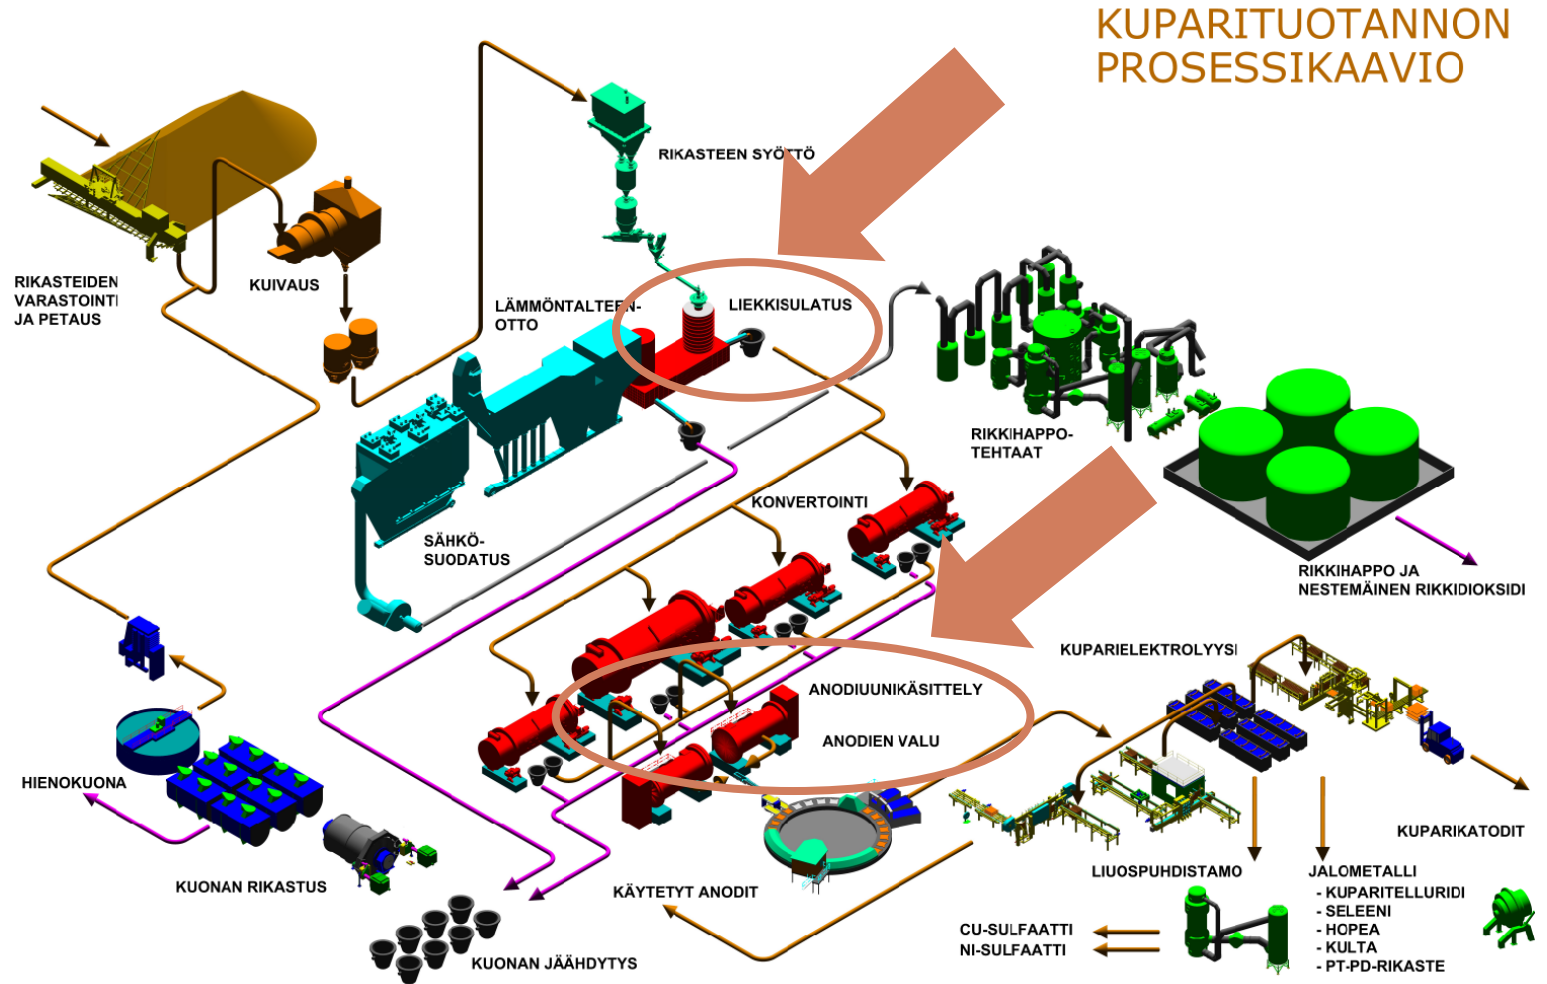 KUPARITUOTANNON
PROSESSIKAAVIO
RIKASTEEN SYÖTTÖ
RIKASTEIDEN
VARASTOINTI
JA PETAUS
KUIVAUS
LÄMMÖNTALTEEN-
OTTO
LIEKKISULATUS
RIKKIHAPPO-
TEHTAAT
KONVERTOINTI
SÄHKÖ-
SUODATUS
RIKKIHAPPO JA
NESTEMÄINEN RIKKIDIOKSIDI
KUPARIELEKTROLYYSI
ANODIUUNIKÄSITTELY
ANODIEN VALU
HIENOKUONA
KUPARIKATODIT
KUONAN RIKASTUS
KÄYTETYT ANODIT
LIUOSPUHDISTAMO
JALOMETALLI
- KUPARITELLURIDI
- SELEENI
- HOPEA
- KULTA
- PT-PD-RIKASTE
CU-SULFAATTI
NI-SULFAATTI
KUONAN JÄÄHDYTYS